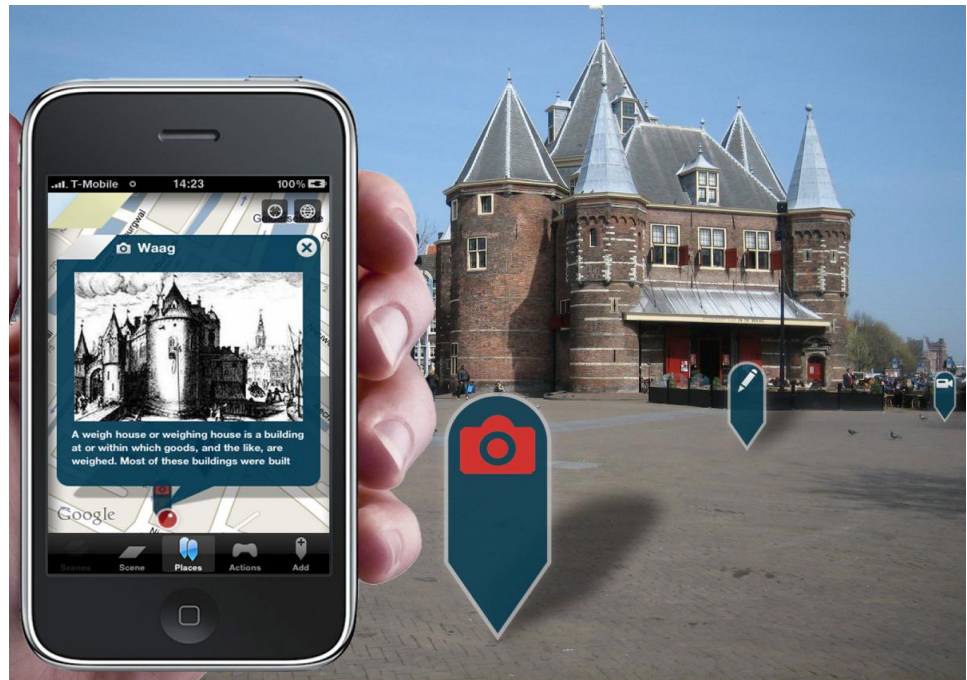 T-Mobile 14:23 100%
Waag
A weigh house or weighing house is a building
at or within which goods, and the like, are
weighed. Most of these buildings were built
Google
Scenes Scene Places Actions Add